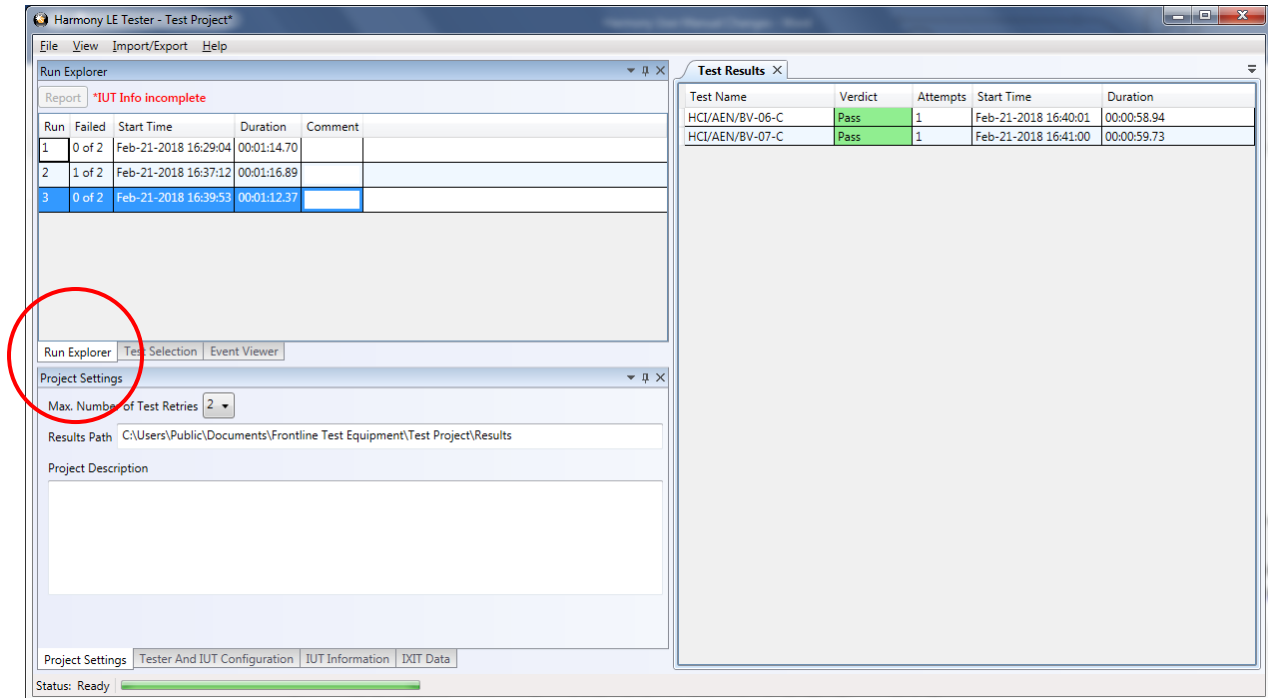 Harmony LE Tester - Test Project*
File View Import/Export Help
Run Explorer
Report *IUT Info incomplete
Run Failed Start Time Duration Comment
1 0 of 2 Feb-21-2018 16:29:04 00:01:14.70
2 1 of 2 Feb-21-2018 16:37:12 00:01:16.89
3 0 of 2 Feb-21-2018 16:39:53 00:01:12.37
Run Explorer Test Selection Event Viewer
Project Settings
Max. Number of Test Retries 2
Results Path C:\Users\Public\Documents\Frontline Test Equipment\Test Project\Results
Project Description
Project Settings Tester And IUT Configuration IUT Information IXIT Data
Test Results
Test Name Verdict Attempts Start Time Duration
HCI/AEN/BV-06-C Pass 1 Feb-21-2018 16:40:01 00:00:58.94
HCI/AEN/BV-07-C Pass 1 Feb-21-2018 16:41:00 00:00:59.73
Status: Ready